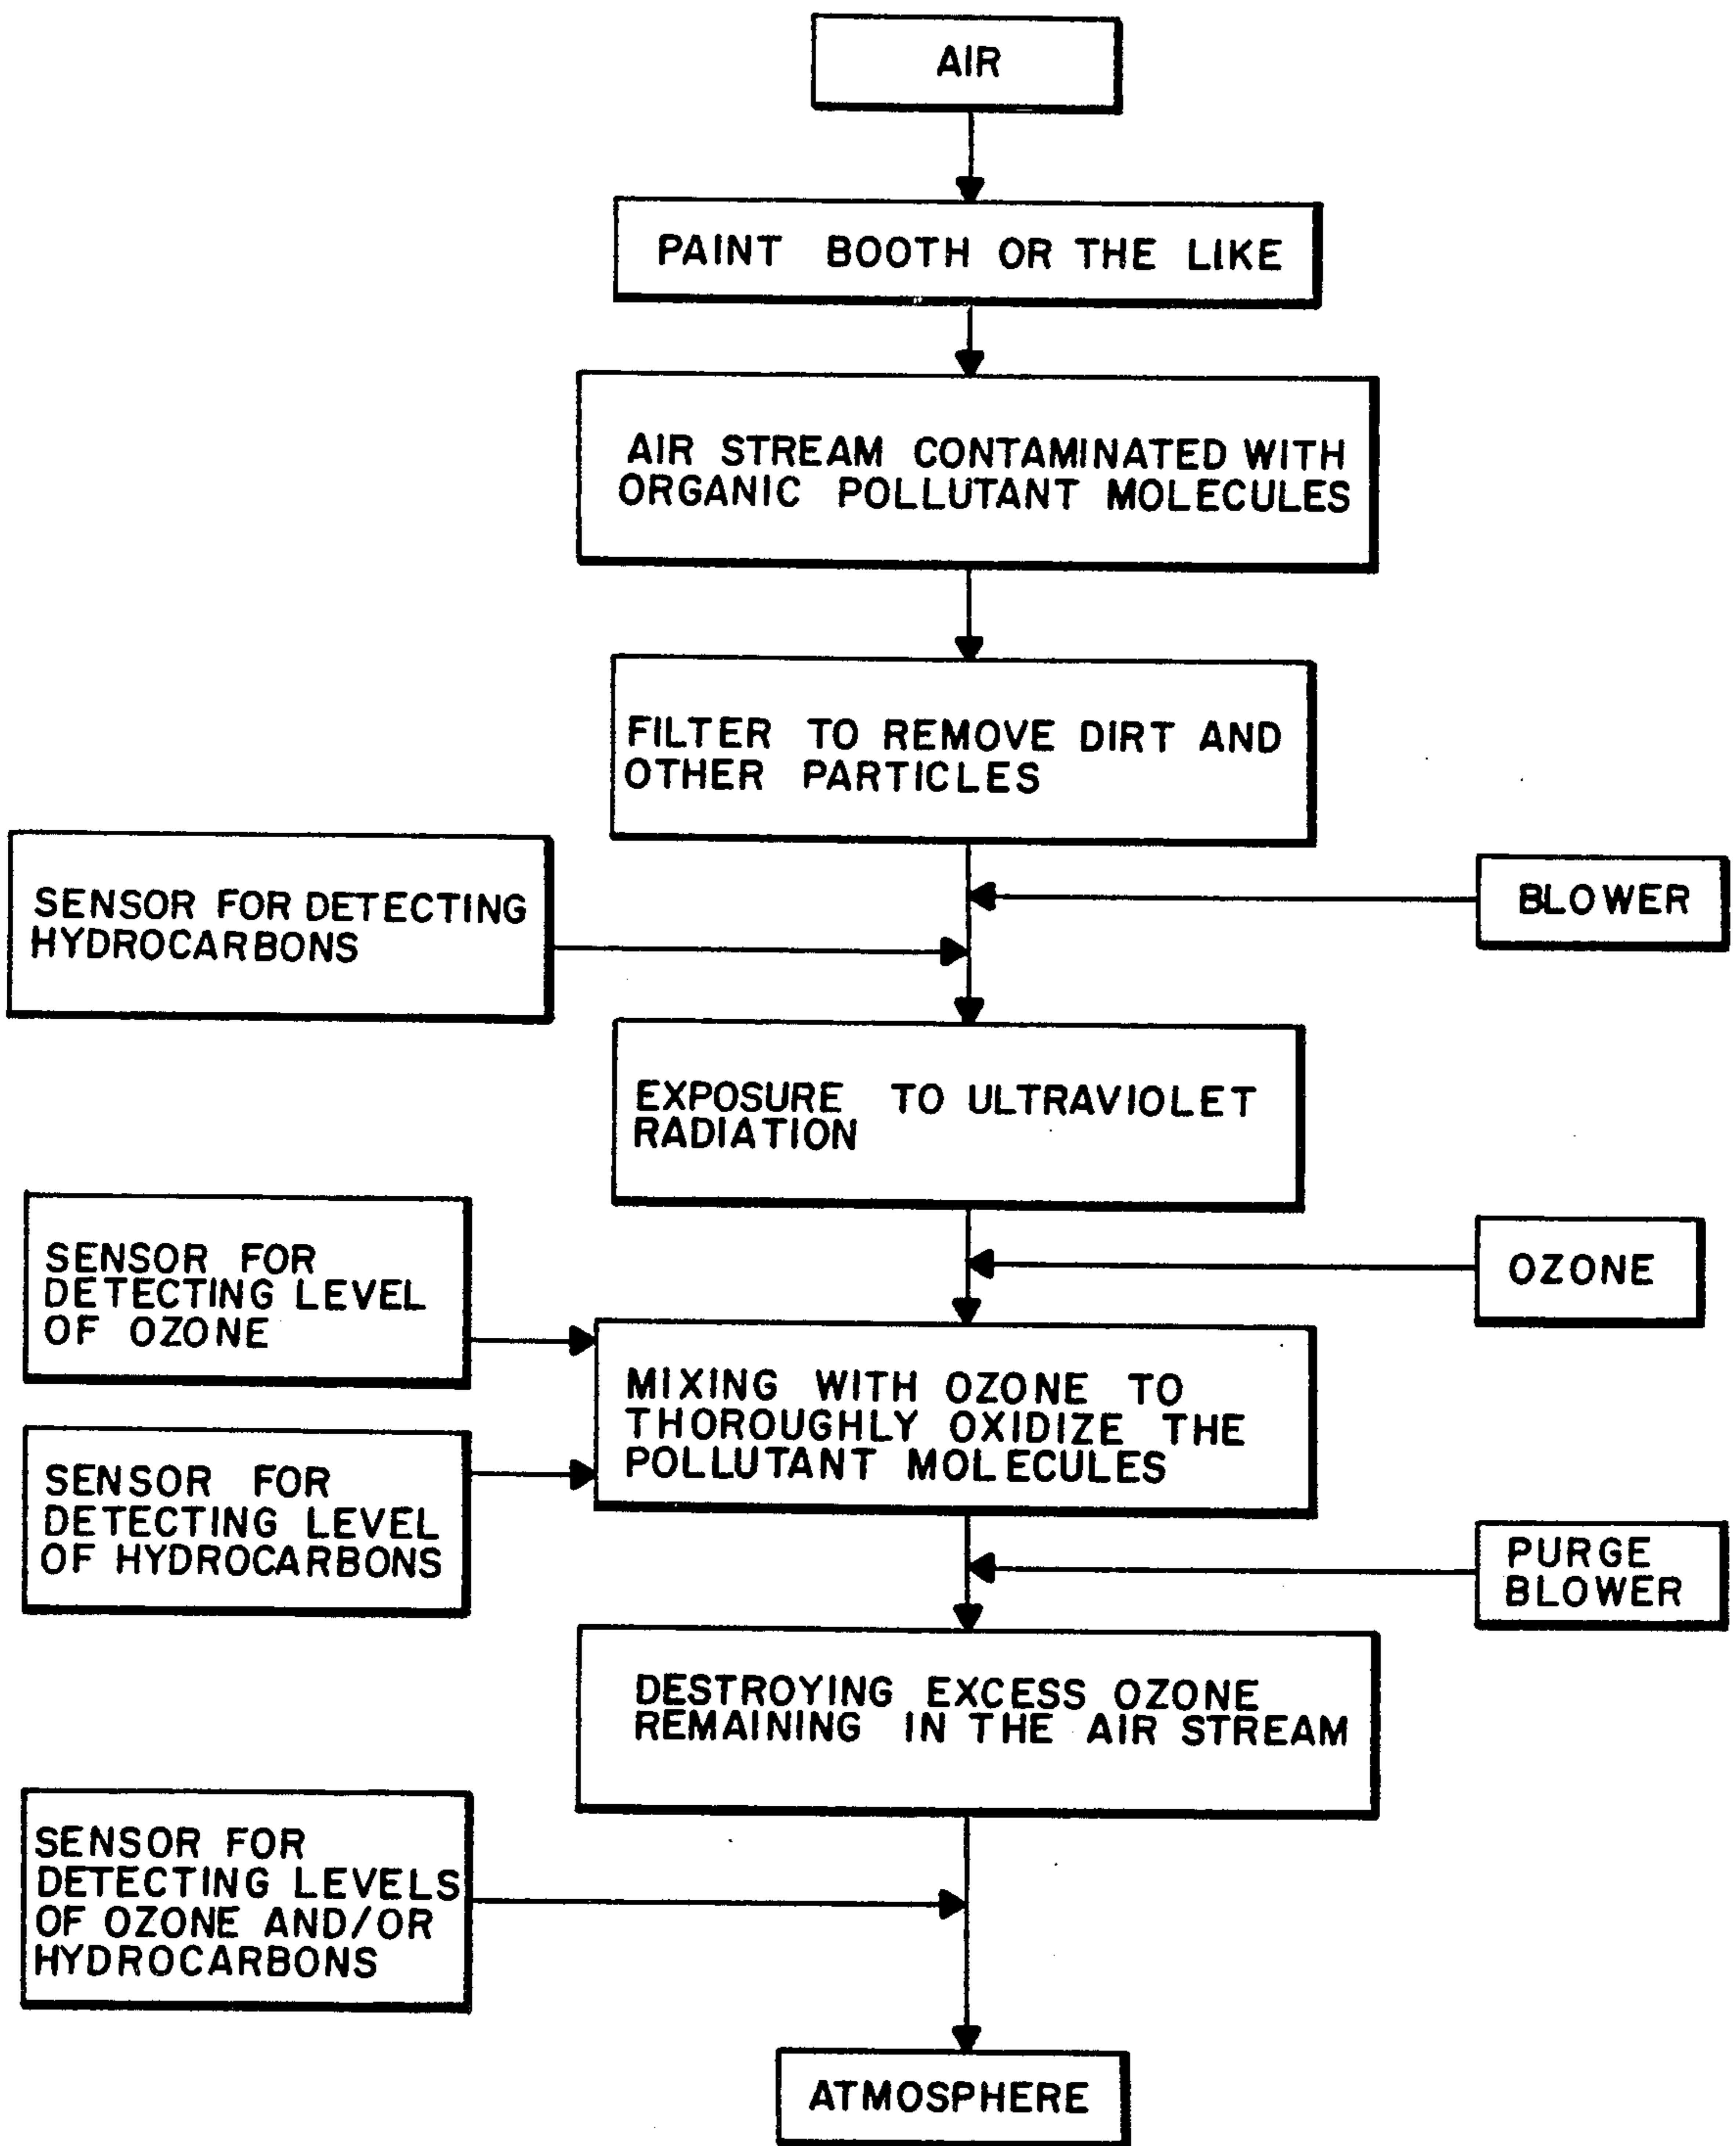 AIR
PAINT BOOTH OR THE LIKE
AIR STREAM CONTAMINATED WITH
ORGANIC POLLUTANT MOLECULES
FILTER TO REMOVE DIRT AND
OTHER PARTICLES
SENSOR FOR DETECTING
HYDROCARBONS
BLOWER
EXPOSURE TO ULTRAVIOLET
RADIATION
SENSOR FOR
DETECTING LEVEL
OF OZONE
OZONE
MIXING WITH OZONE TO
THOROUGHLY OXIDIZE THE
POLLUTANT MOLECULES
SENSOR FOR
DETECTING LEVEL
OF HYDROCARBONS
PURGE
BLOWER
DESTROYING EXCESS OZONE
REMAINING IN THE AIR STREAM
SENSOR FOR
DETECTING LEVELS
OF OZONE AND/OR
HYDROCARBONS
ATMOSPHERE